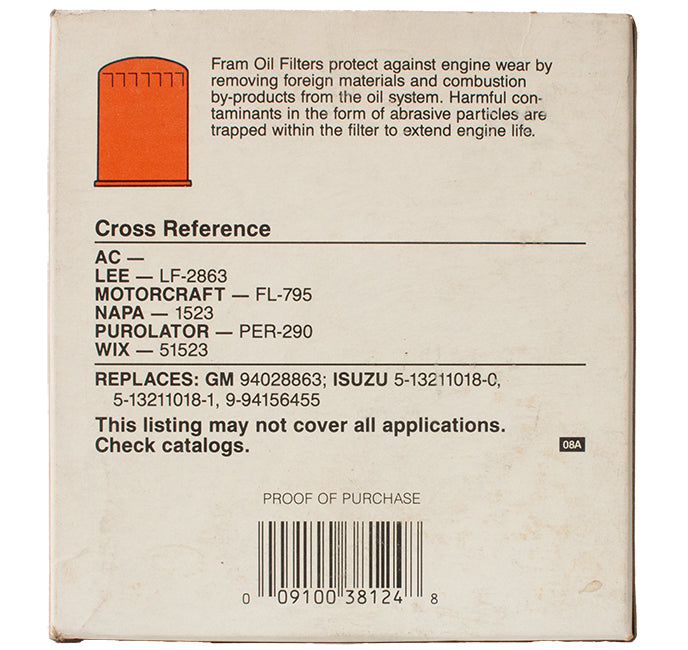 Fram Oil Filters protect against engine wear by
removing foreign materials and combustion
by-products from the oil system. Harmful con-
taminants in the form of abrasive particles are
trapped within the filter to extend engine life.
Cross Reference
AC —
LEE — LF-2863
MOTORCRAFT — FL-795
NAPA — 1523
PUROLATOR — PER-290
WIX — 51523
REPLACES: GM 94028863; ISUZU 5-13211018-0,
5-13211018-1, 9-94156455
This listing may not cover all applications.
Check catalogs.
08A
PROOF OF PURCHASE
0 09100 38124 8